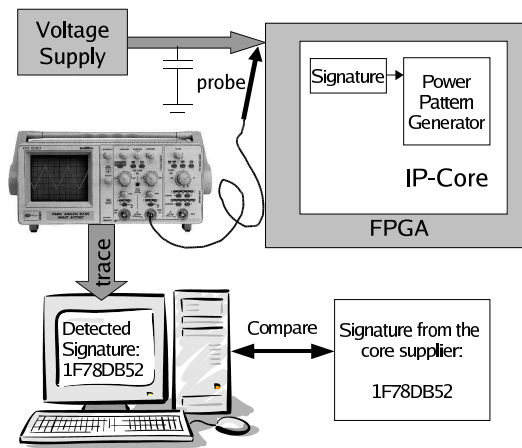 Voltage
Supply
probe
Signature
Power
Pattern
Generator
IP-Core
FPGA
trace
Detected
Signature:
1F78DB52
Compare
Signature from the
core supplier:
1F78DB52